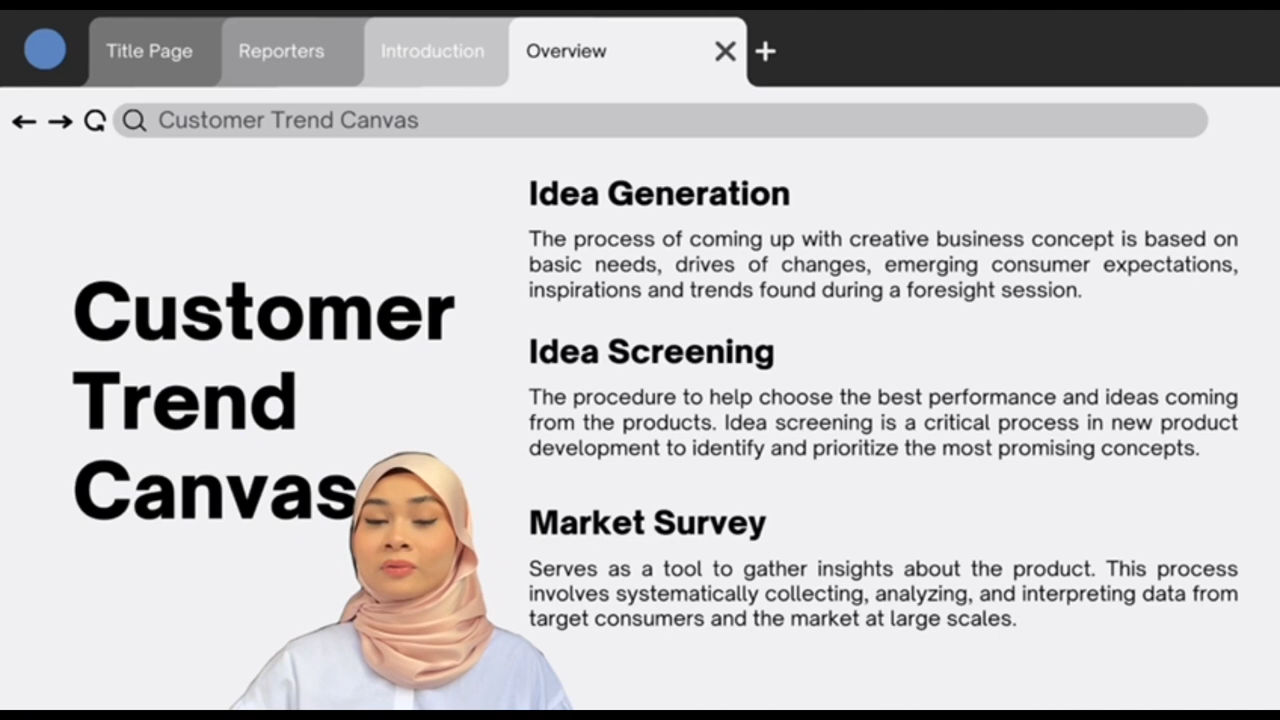 Title Page
Reporters
Introduction
Overview
Customer Trend Canvas
Customer
Trend
Canvas
Idea Generation
The process of coming up with creative business concept is based on
basic needs, drives of changes, emerging consumer expectations,
inspirations and trends found during a foresight session.
Idea Screening
The procedure to help choose the best performance and ideas coming
from the products. Idea screening is a critical process in new product
development to identify and prioritize the most promising concepts.
Market Survey
Serves as a tool to gather insights about the product. This process
involves systematically collecting, analyzing, and interpreting data from
target consumers and the market at large scales.